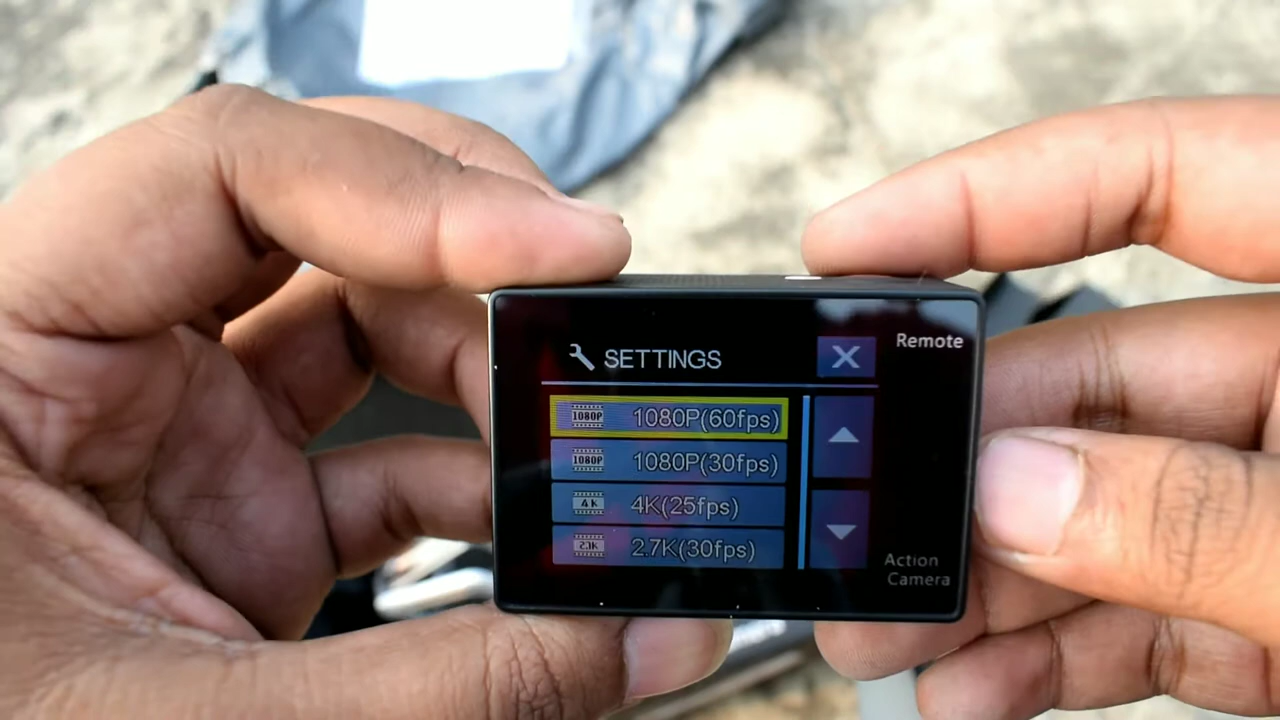 SETTINGS
X
Remote
1080P 1080P(60fps)
1080P 1080P(30fps)
4K 4K(25fps)
2.7K 2.7K(30fps)
Action
Camera